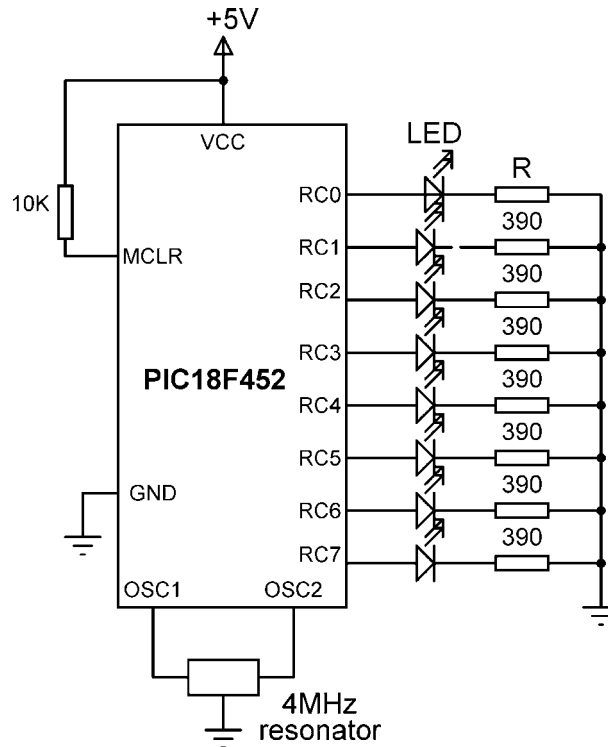 +5V
VCC
LED
R
10K
RC0
390
MCLR
RC1
390
RC2
390
RC3
390
PIC18F452
RC4
390
RC5
390
GND
RC6
390
RC7
OSC1
OSC2
4MHz
resonator